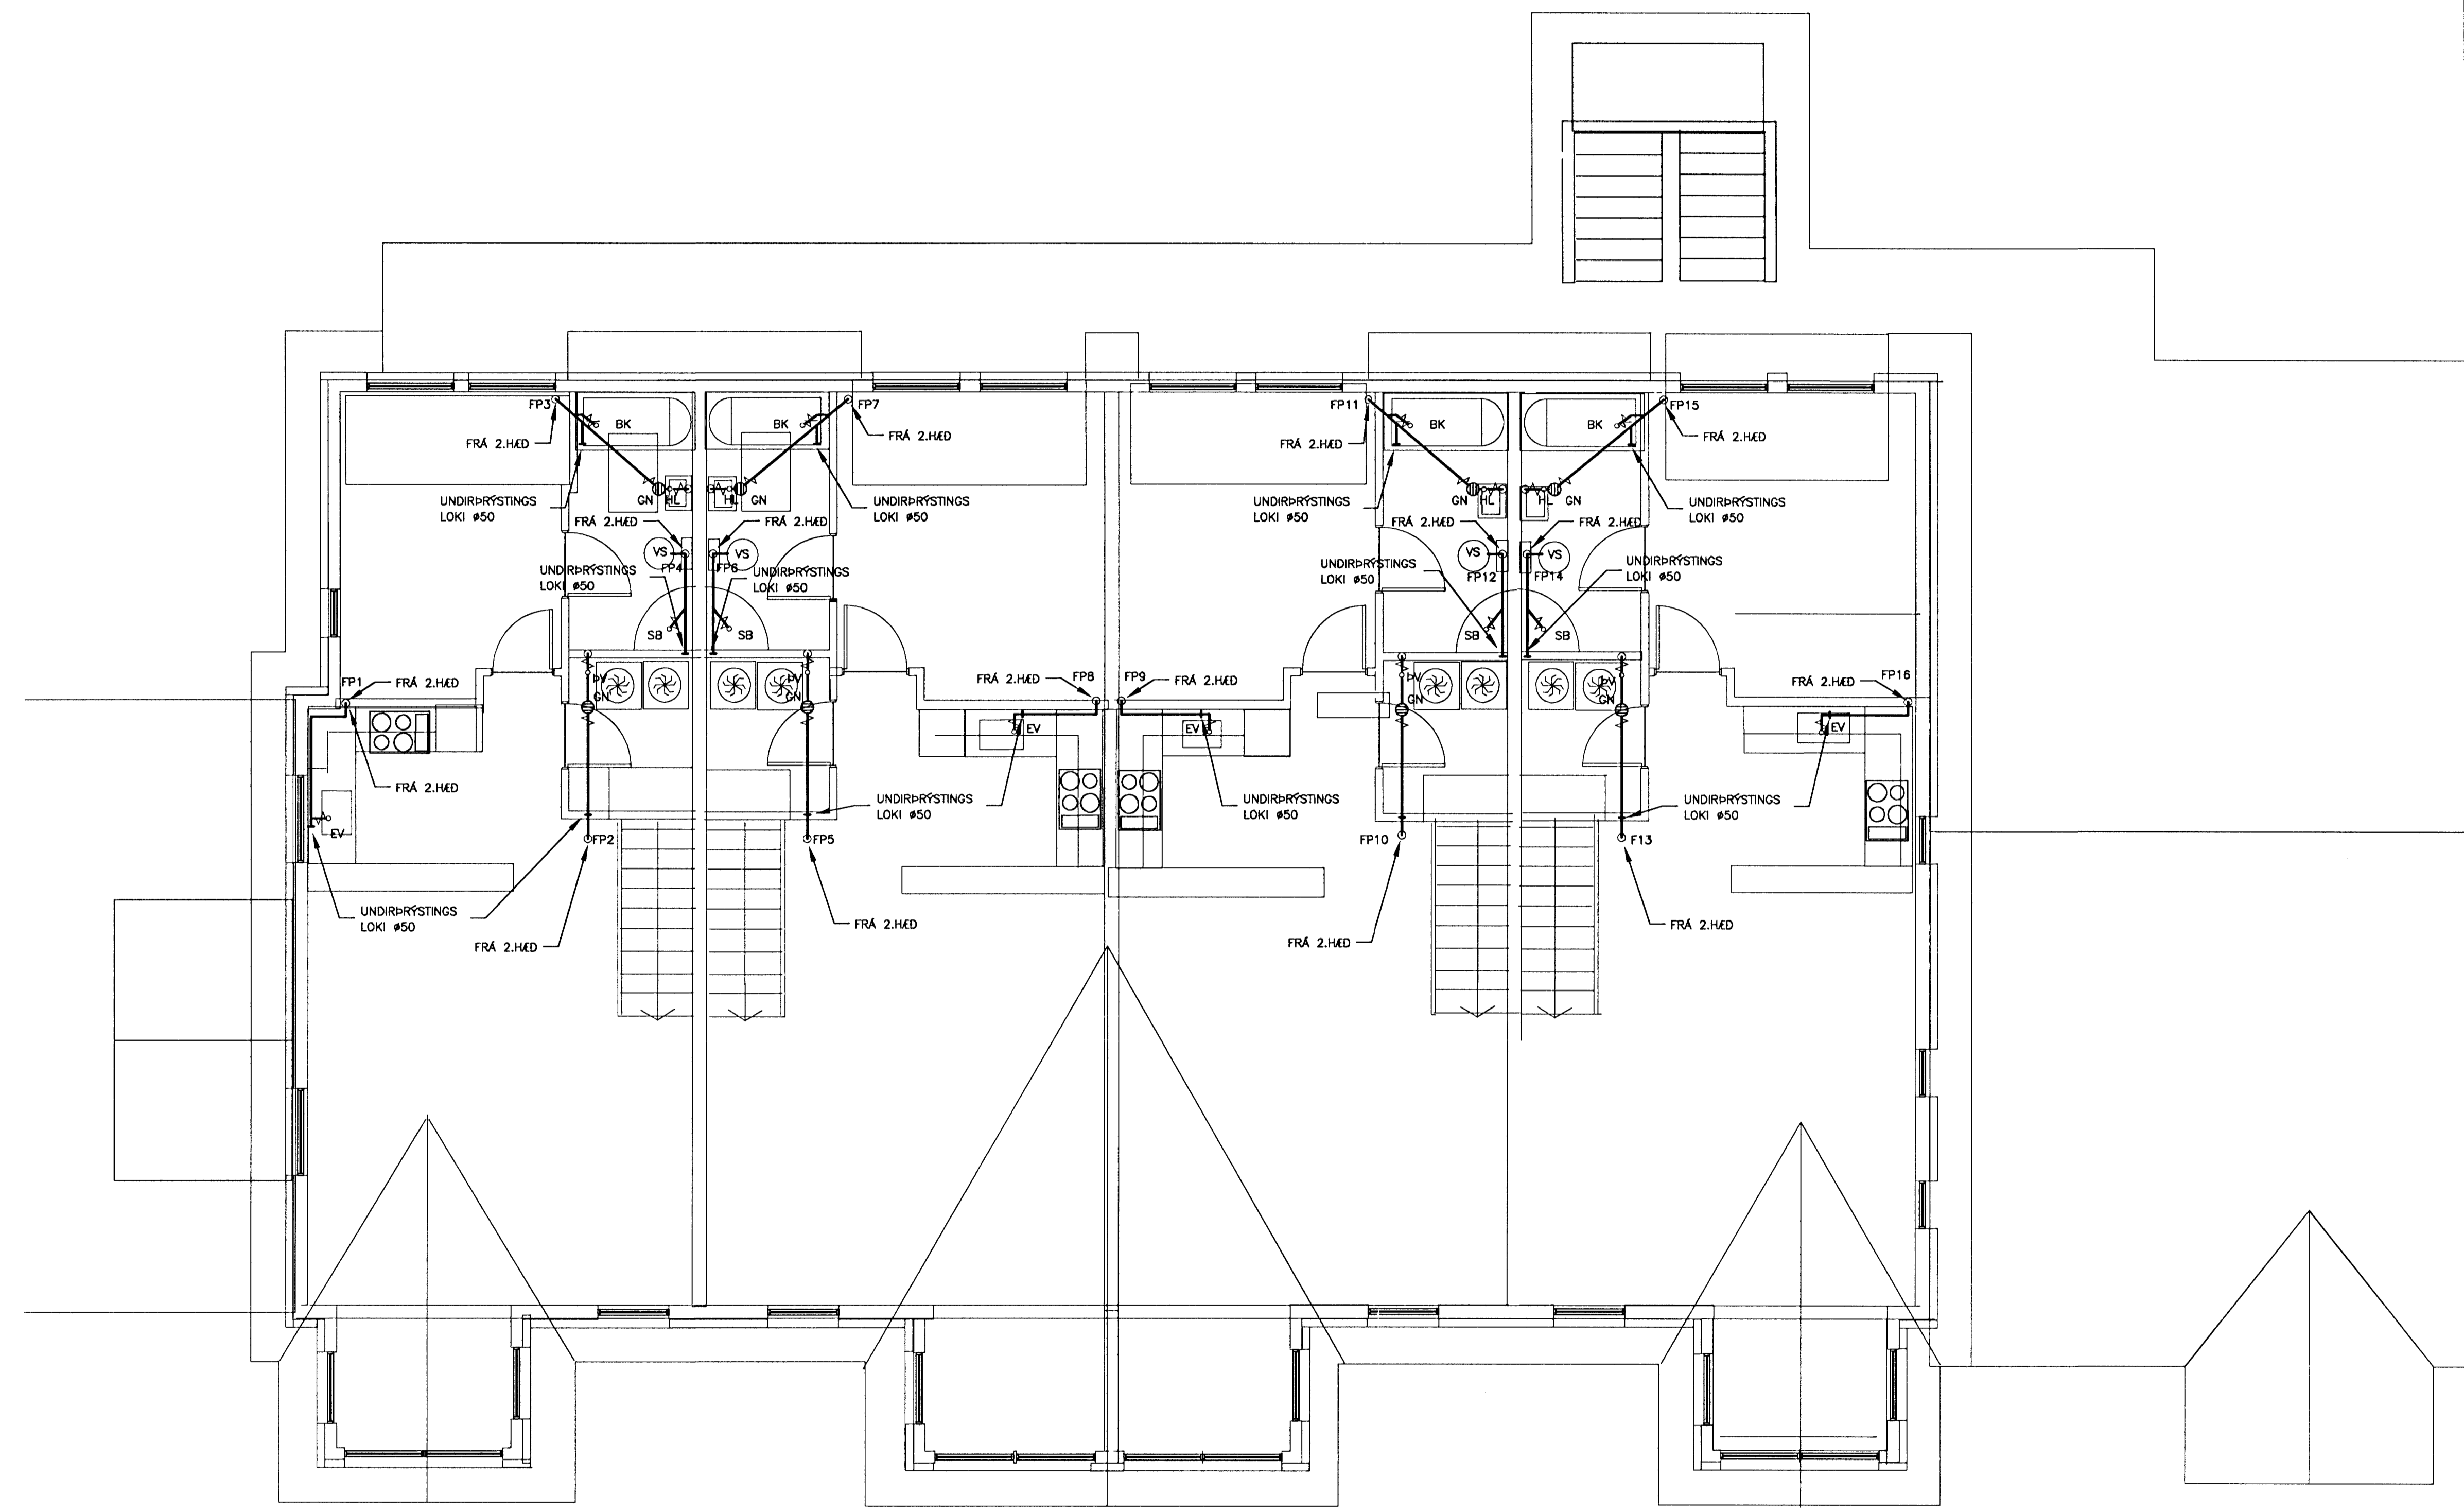 FP3
BK
BK
FP7
FP11
BK
BK
FP15
FRÁ 2.HÆÐ
FRÁ 2.HÆÐ
FRÁ 2.HÆÐ
FRÁ 2.HÆÐ
UNDIRÞRÝSTINGS
LOKI ø50
GN
HL
HL
GN
UNDIRÞRÝSTINGS
LOKI ø50
UNDIRÞRÝSTINGS
LOKI ø50
GN
HL
HL
GN
UNDIRÞRÝSTINGS
LOKI ø50
FRÁ 2.HÆÐ
FRÁ 2.HÆÐ
FRÁ 2.HÆÐ
FRÁ 2.HÆÐ
VS
VS
VS
VS
UNDIRÞRÝSTINGS
LOKI ø50
FP4
FP6
UNDIRÞRÝSTINGS
LOKI ø50
UNDIRÞRÝSTINGS
LOKI ø50
FP12
FP14
UNDIRÞRÝSTINGS
LOKI ø50
SB
SB
SB
SB
FP1
FRÁ 2.HÆÐ
ÞV
GN
ÞV
GN
FRÁ 2.HÆÐ
FP8
FP9
FRÁ 2.HÆÐ
ÞV
GN
ÞV
GN
FRÁ 2.HÆÐ
FP16
EV
EV
EV
FRÁ 2.HÆÐ
UNDIRÞRÝSTINGS
LOKI ø50
UNDIRÞRÝSTINGS
LOKI ø50
UNDIRÞRÝSTINGS
LOKI ø50
EV
FP2
FP5
FP10
F13
UNDIRÞRÝSTINGS
LOKI ø50
FRÁ 2.HÆÐ
FRÁ 2.HÆÐ
FRÁ 2.HÆÐ
FRÁ 2.HÆÐ